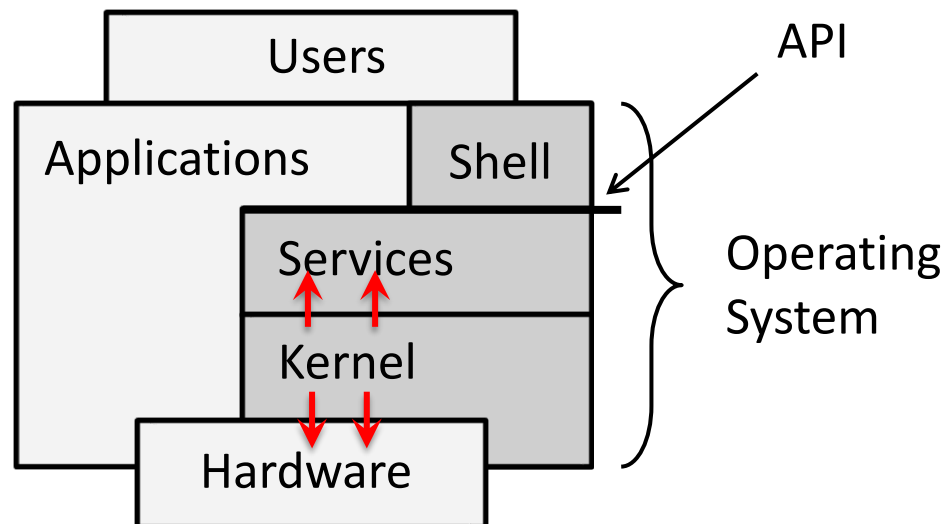 Users
API
Applications
Shell
Services
Operating
System
Kernel
Hardware